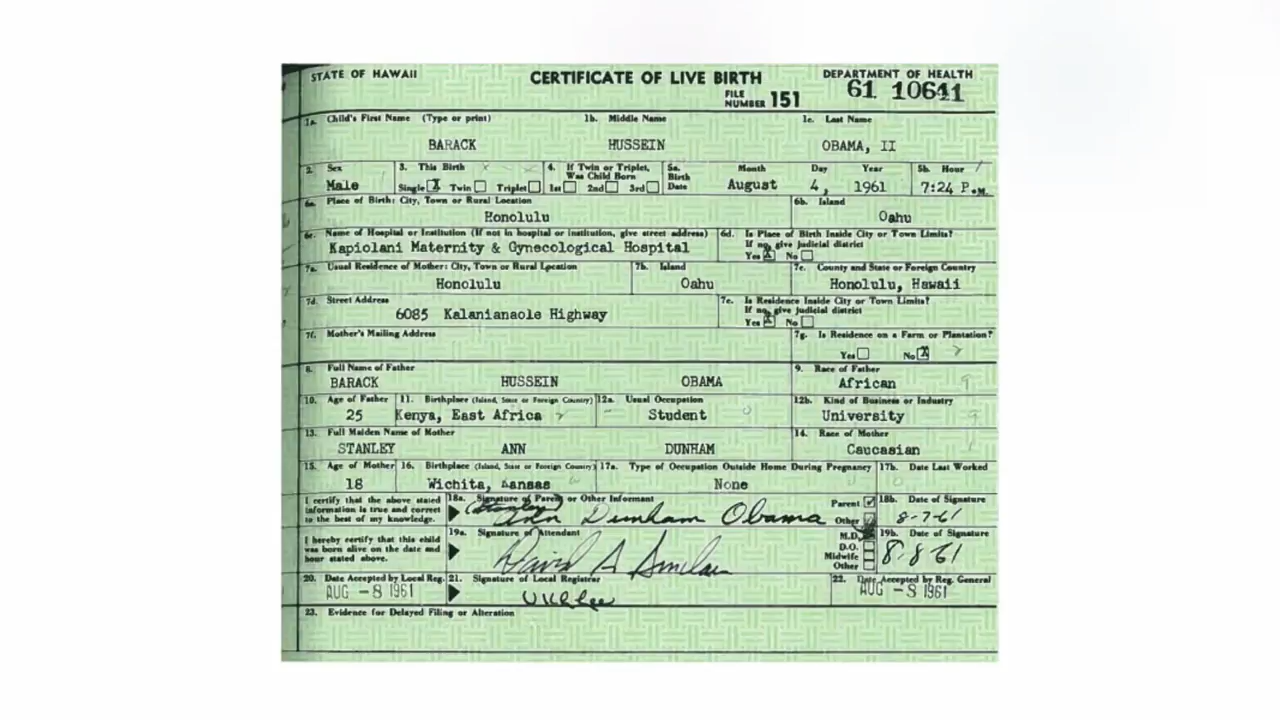 STATE OF HAWAII CERTIFICATE OF LIVE BIRTH DEPARTMENT OF HEALTH
FILE NUMBER 151 61 10641
1a. Child's First Name (Type or print) 1b. Middle Name 1c. Last Name
BARACK HUSSEIN OBAMA, II
2. Sex 3. This Birth 4. If Twin or Triplet, Was Child Born 5a. Birth Date Month Day Year 5b. Hour
Male Single X Twin Triplet 1st 2nd 3rd August 4, 1961 7:24 P.M.
6a. Place of Birth: City, Town or Rural Location 6b. Island
Honolulu Oahu
6c. Name of Hospital or Institution (If not in hospital or institution, give street address) 6d. Is Place of Birth Inside City or Town Limits? If no, give judicial district
Kapiolani Maternity & Gynecological Hospital Yes X No
7a. Usual Residence of Mother: City, Town or Rural Location 7b. Island 7c. County and State or Foreign Country
Honolulu Oahu Honolulu, Hawaii
7d. Street Address 7e. Is Residence Inside City or Town Limits? If no, give judicial district
6085 Kalanianaole Highway Yes X No
7f. Mother's Mailing Address 7g. Is Residence on a Farm or Plantation?
Yes No X
8. Full Name of Father 9. Race of Father
BARACK HUSSEIN OBAMA African
10. Age of Father 11. Birthplace (Island, State or Foreign Country) 12a. Usual Occupation 12b. Kind of Business or Industry
25 Kenya, East Africa Student University
13. Full Maiden Name of Mother 14. Race of Mother
STANLEY ANN DUNHAM Caucasian
15. Age of Mother 16. Birthplace (Island, State or Foreign Country) 17a. Type of Occupation Outside Home During Pregnancy 17b. Date Last Worked
18 Wichita, Kansas None
I certify that the above stated information is true and correct to the best of my knowledge. 18a. Signature of Parent or Other Informant Parent Other 18b. Date of Signature
(Stanley) Ann Dunham Obama 8-7-61
I hereby certify that this child was born alive on the date and hour stated above. 19a. Signature of Attendant M.D. D.O. Midwife Other 19b. Date of Signature
David A Sinclair 8-8-61
20. Date Accepted by Local Reg. 21. Signature of Local Registrar 22. Date Accepted by Reg. General
AUG -8 1961 AUG -8 1961
23. Evidence for Delayed Filing or Alteration